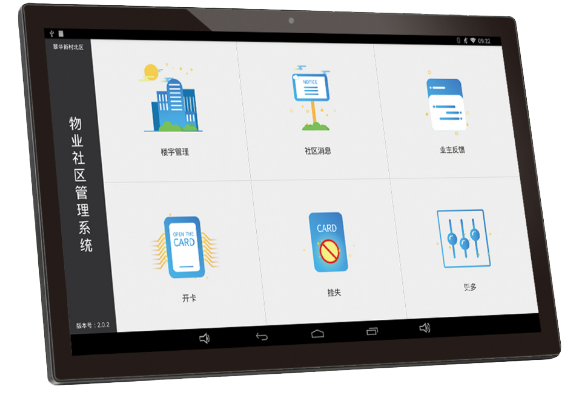 09:32
翠华新村北区
物业社区管理系统
版本号：2.0.2
NOTICE
楼宇管理
社区消息
业主反馈
OPEN THE
CARD
开卡
CARD
挂失
更多